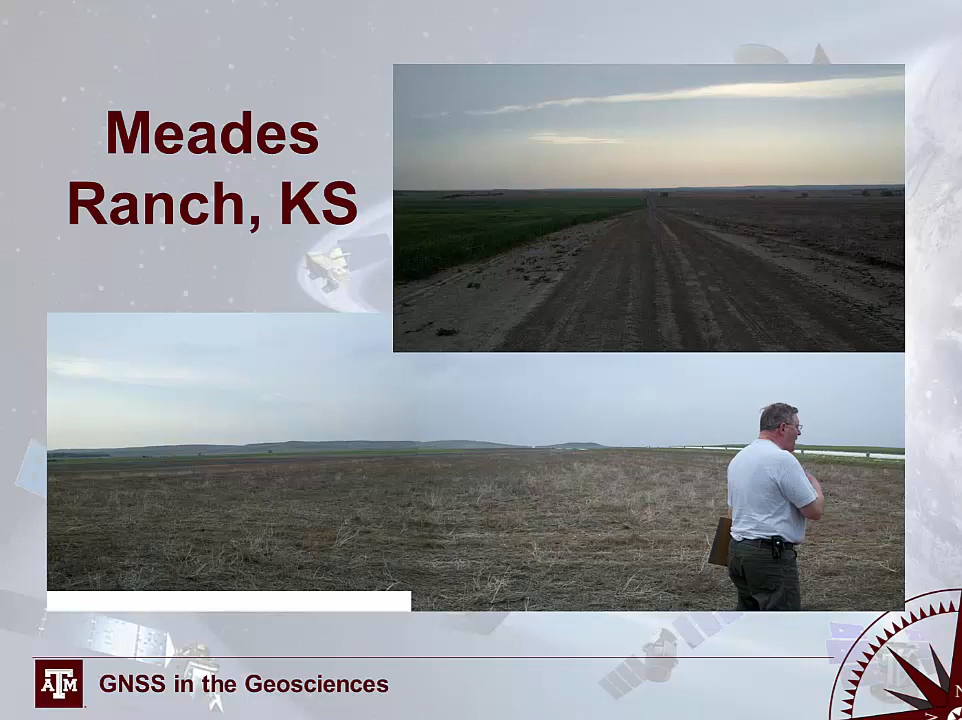 Meades
Ranch, KS
ATM
GNSS in the Geosciences
N